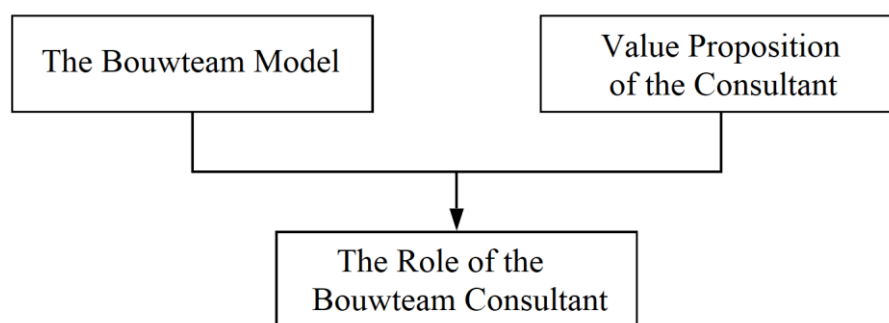 The Bouwteam Model
Value Proposition
of the Consultant
The Role of the
Bouwteam Consultant